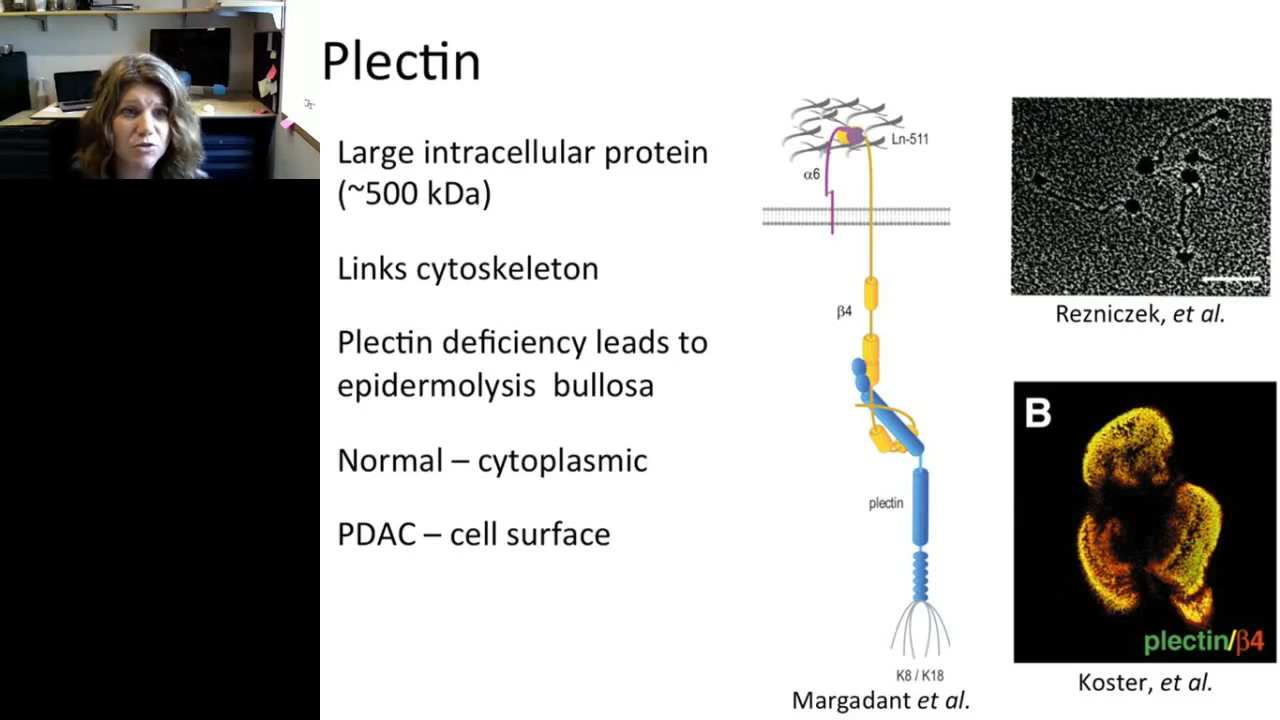 Plectin
Large intracellular protein
(~500 kDa)
Links cytoskeleton
Plectin deficiency leads to
epidermolysis bullosa
Normal – cytoplasmic
PDAC – cell surface
Ln-511
α6
β4
plectin
K8 / K18
Margadant et al.
Rezniczek, et al.
B
plectin/β4
Koster, et al.